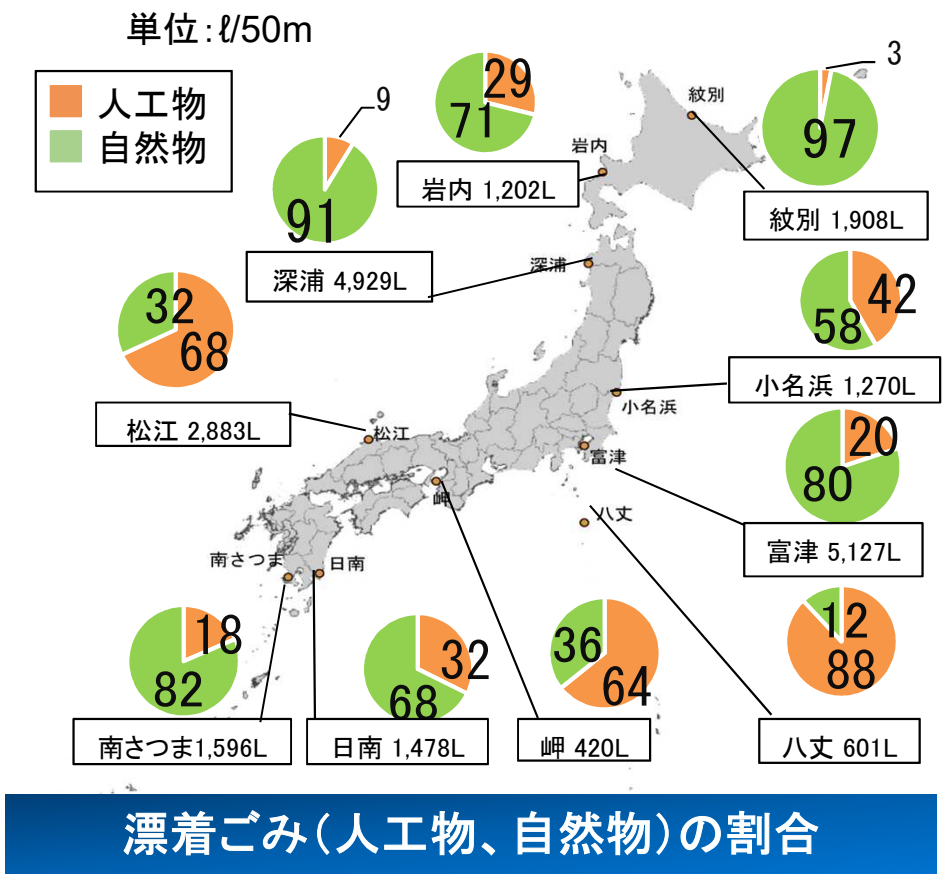 単位:ℓ/50m
人工物
自然物
9
91
深浦 4,929L
29
71
岩内 1,202L
3
97
紋別 1,908L
紋別
岩内
深浦
42
58
小名浜 1,270L
小名浜
32
68
松江 2,883L
松江
20
80
富津 5,127L
富津
岬
八丈
南さつま
日南
18
82
南さつま1,596L
32
68
日南 1,478L
36
64
岬 420L
12
88
八丈 601L
漂着ごみ(人工物、自然物)の割合